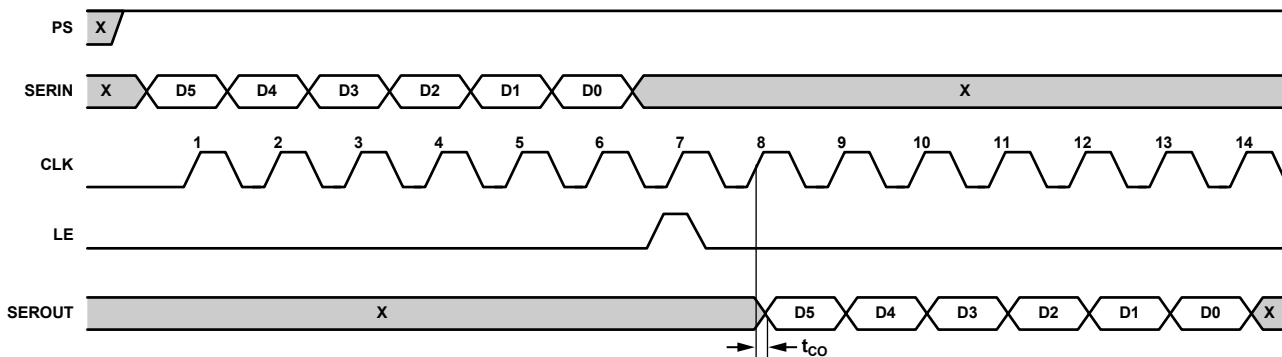 PS X
SERIN X D5 D4 D3 D2 D1 D0 X
1 2 3 4 5 6 7 8 9 10 11 12 13 14
CLK
LE
SEROUT X D5 D4 D3 D2 D1 D0 X
tCO